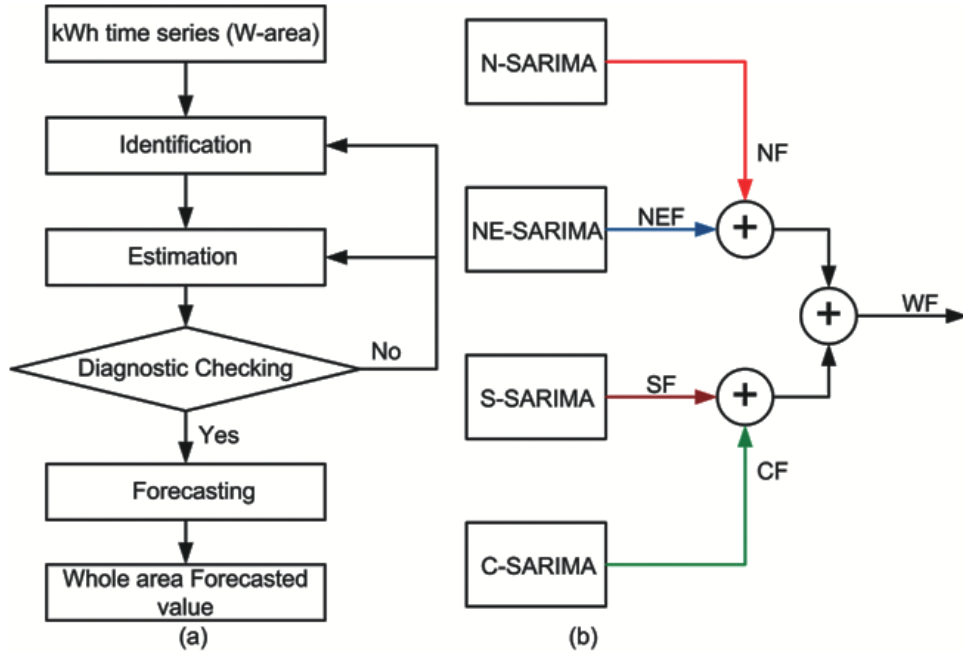 kWh time series (W-area)
Identification
Estimation
Diagnostic Checking
No
Yes
Forecasting
Whole area Forecasted
value
(a)
N-SARIMA
NF
NE-SARIMA
NEF
+
+
WF
S-SARIMA
SF
+
CF
C-SARIMA
(b)